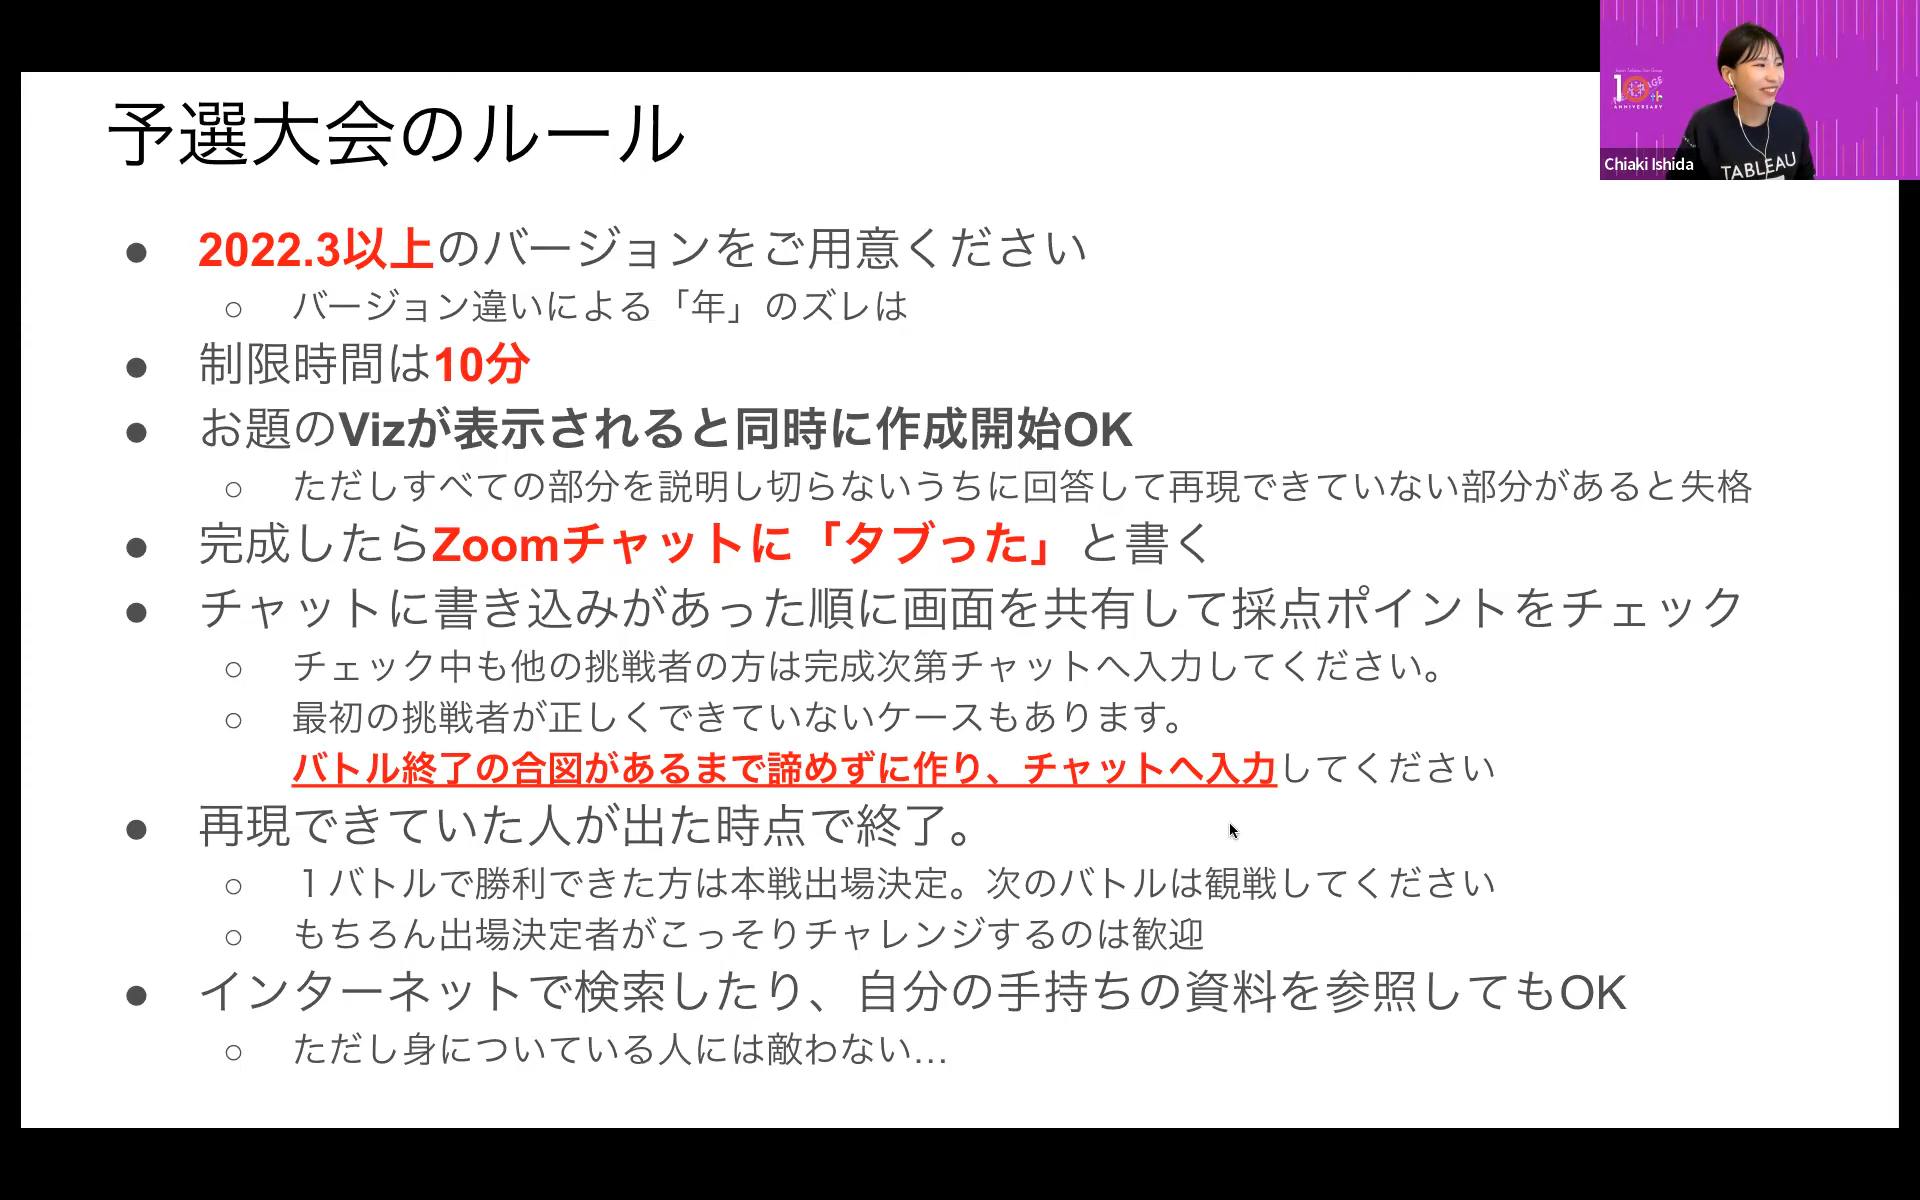 予選大会のルール
Japan Tableau User Group
10th
ANNIVERSARY
TABLEAU
Chiaki Ishida
● 2022.3以上のバージョンをご用意ください
○ バージョン違いによる「年」のズレは
● 制限時間は10分
● お題のVizが表示されると同時に作成開始OK
○ ただしすべての部分を説明し切らないうちに回答して再現できていない部分があると失格
● 完成したらZoomチャットに「タブった」と書く
● チャットに書き込みがあった順に画面を共有して採点ポイントをチェック
○ チェック中も他の挑戦者の方は完成次第チャットへ入力してください。
○ 最初の挑戦者が正しくできていないケースもあります。
バトル終了の合図があるまで諦めずに作り、チャットへ入力してください
● 再現できていた人が出た時点で終了。
○ １バトルで勝利できた方は本戦出場決定。次のバトルは観戦してください
○ もちろん出場決定者がこっそりチャレンジするのは歓迎
● インターネットで検索したり、自分の手持ちの資料を参照してもOK
○ ただし身についている人には敵わない…